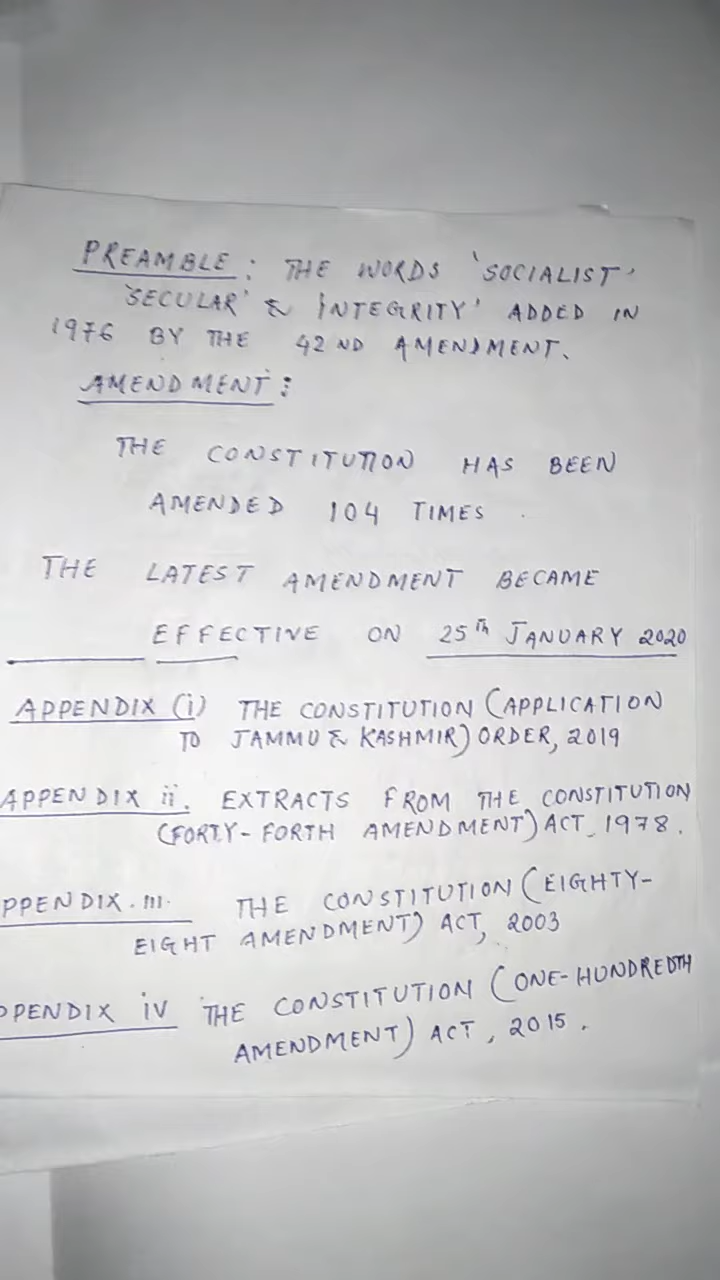 PREAMBLE: THE WORDS 'SOCIALIST'
'SECULAR' & INTEGRITY' ADDED IN
1976 BY THE 42 ND AMENDMENT.
AMENDMENT:
THE CONSTITUTION HAS BEEN
AMENDED 104 TIMES.
THE LATEST AMENDMENT BECAME
EFFECTIVE ON 25th JANUARY 2020
APPENDIX (i) THE CONSTITUTION (APPLICATION
TO JAMMU & KASHMIR) ORDER, 2019
APPENDIX ii. EXTRACTS FROM THE CONSTITUTION
(FORTY-FORTH AMENDMENT) ACT, 1978.
PPENDIX.III. THE CONSTITUTION (EIGHTY-
EIGHT AMENDMENT) ACT, 2003
PPENDIX iv THE CONSTITUTION (ONE-HUNDREDTH
AMENDMENT) ACT, 2015.